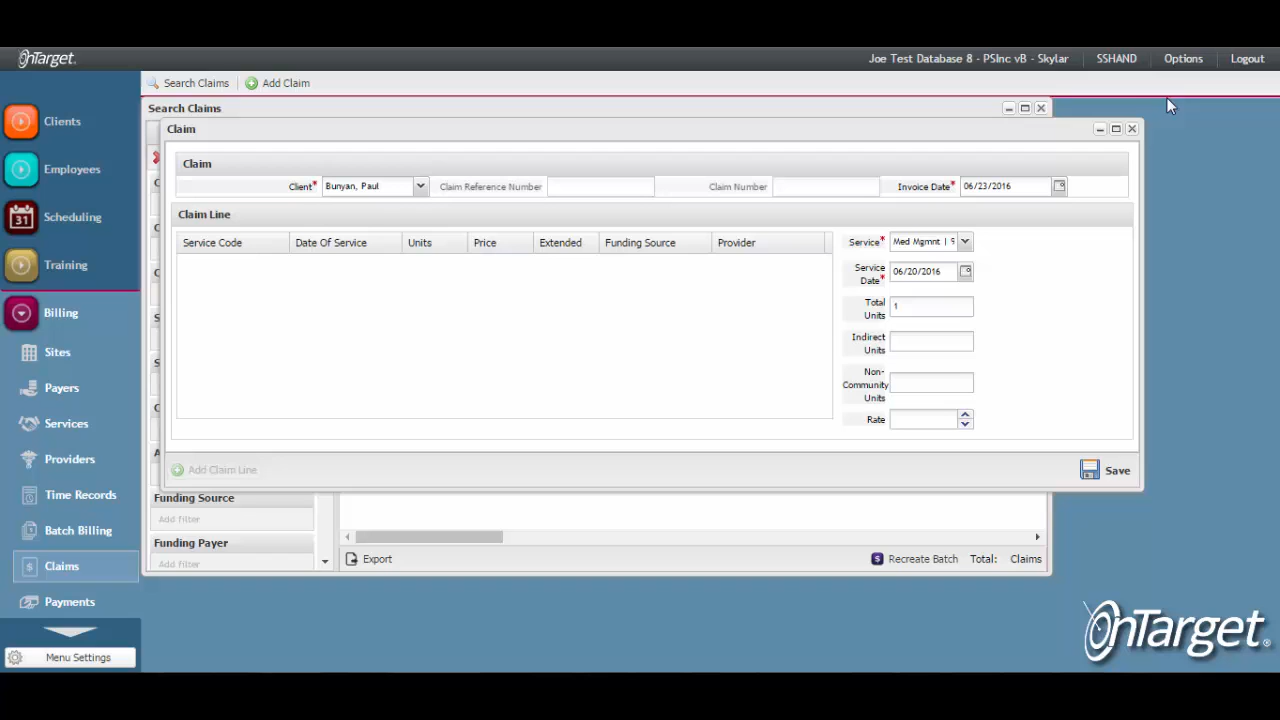 OnTarget.
Joe Test Database 8 - PSInc vB - Skylar SSHAND Options Logout
Search Claims Add Claim
Clients
Employees
31 Scheduling
Training
Billing
Sites
Payers
Services
Providers
Time Records
Batch Billing
Claims
Payments
Menu Settings
Search Claims
Claim
Claim
Client* Bunyan, Paul Claim Reference Number Claim Number Invoice Date* 06/23/2016
Claim Line
Service Code Date Of Service Units Price Extended Funding Source Provider
Service* Med Mgmnt |
Service
Date* 06/20/2016
Total
Units 1
Indirect
Units
Non-
Community
Units
Rate
Add Claim Line Save
Funding Source
Add filter
Funding Payer
Add filter
Export Recreate Batch Total: Claims
OnTarget®